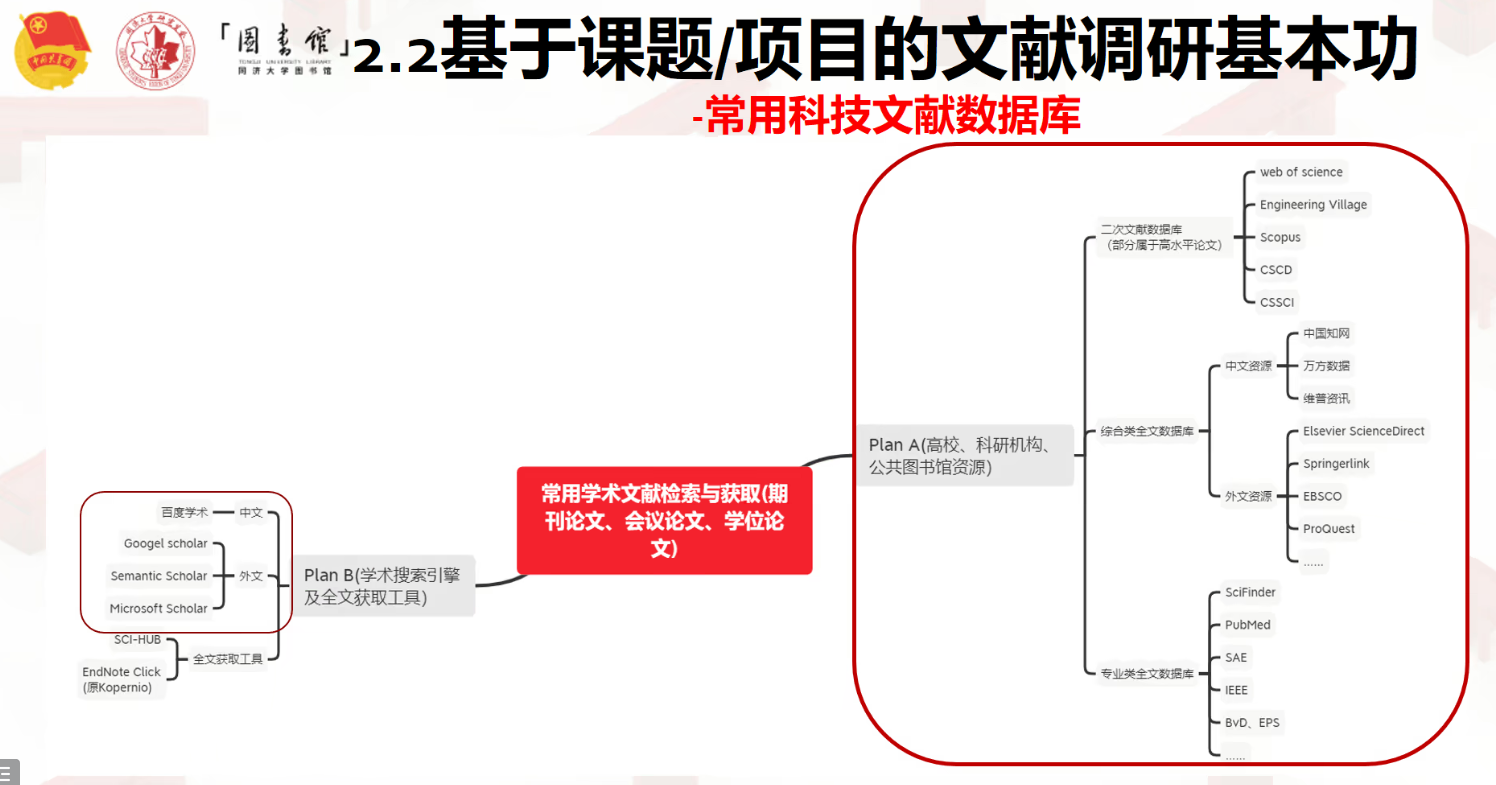 「圖書館」
TONGJI UNIVERSITY LIBRARY
同济大学图书馆
2.2基于课题/项目的文献调研基本功
-常用科技文献数据库
常用学术文献检索与获取(期
刊论文、会议论文、学位论
文)
Plan A(高校、科研机构、
公共图书馆资源)
二次文献数据库
(部分属于高水平论文)
web of science
Engineering Village
Scopus
CSCD
CSSCI
综合类全文数据库
中文资源
中国知网
万方数据
维普资讯
外文资源
Elsevier ScienceDirect
Springerlink
EBSCO
ProQuest
......
专业类全文数据库
SciFinder
PubMed
SAE
IEEE
BvD、EPS
......
Plan B(学术搜索引擎
及全文获取工具)
中文
百度学术
外文
Googel scholar
Semantic Scholar
Microsoft Scholar
全文获取工具
SCI-HUB
EndNote Click
(原Kopernio)